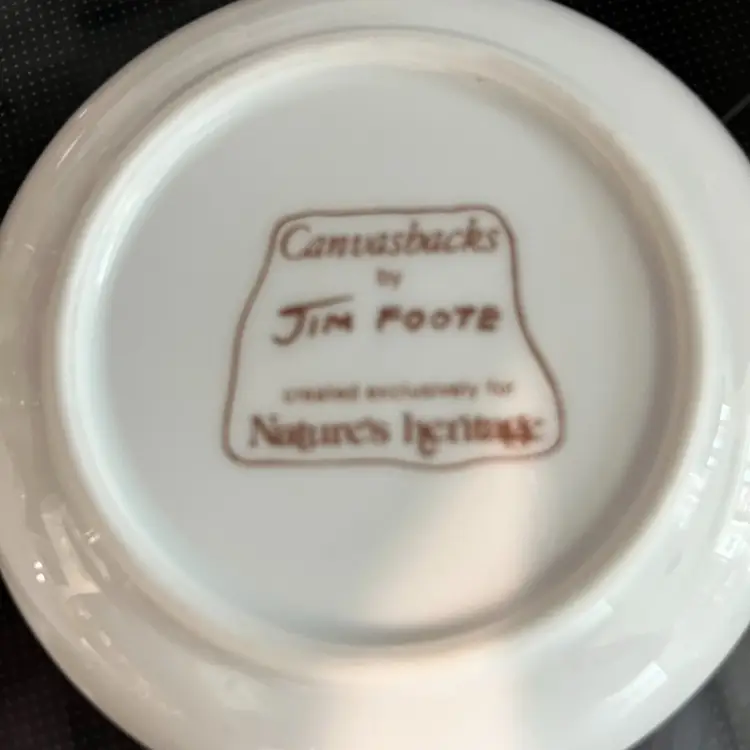 Canvasbacks
by
JIM FOOTE
created exclusively for
Nature's heritage